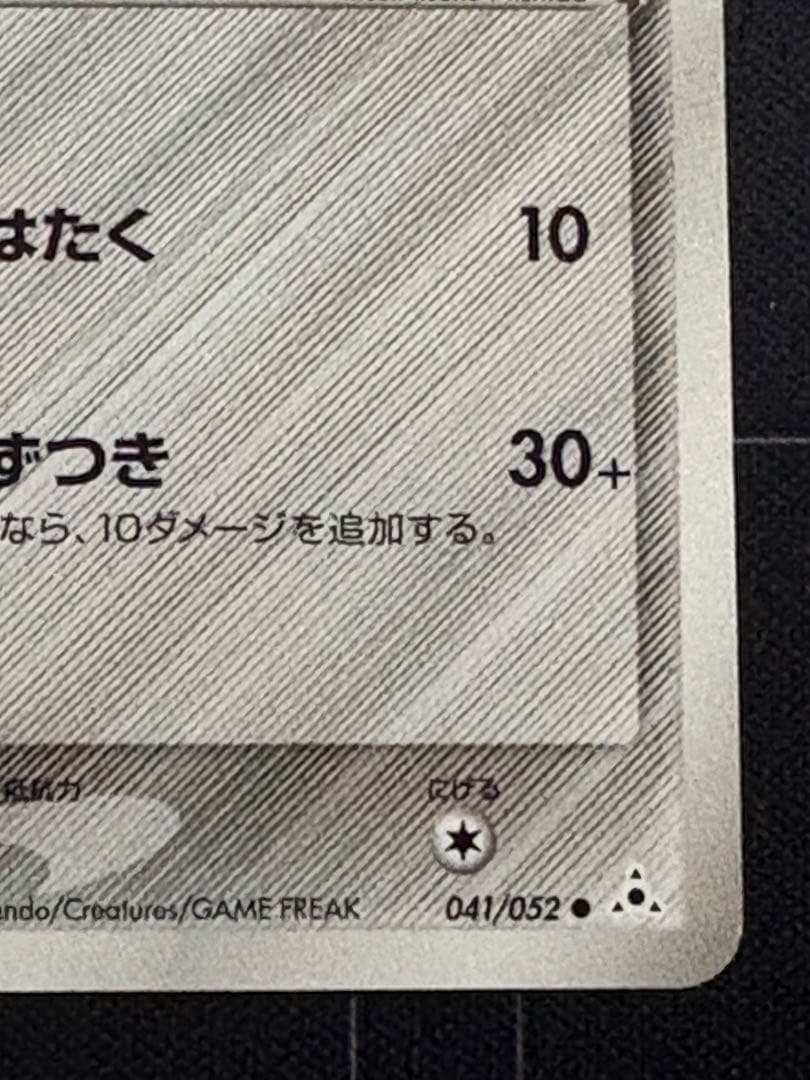 はたく 10
ずつき 30+
なら、10ダメージを追加する。
抵抗力 にげる
ndo/Creatures/GAME FREAK 041/052 ●